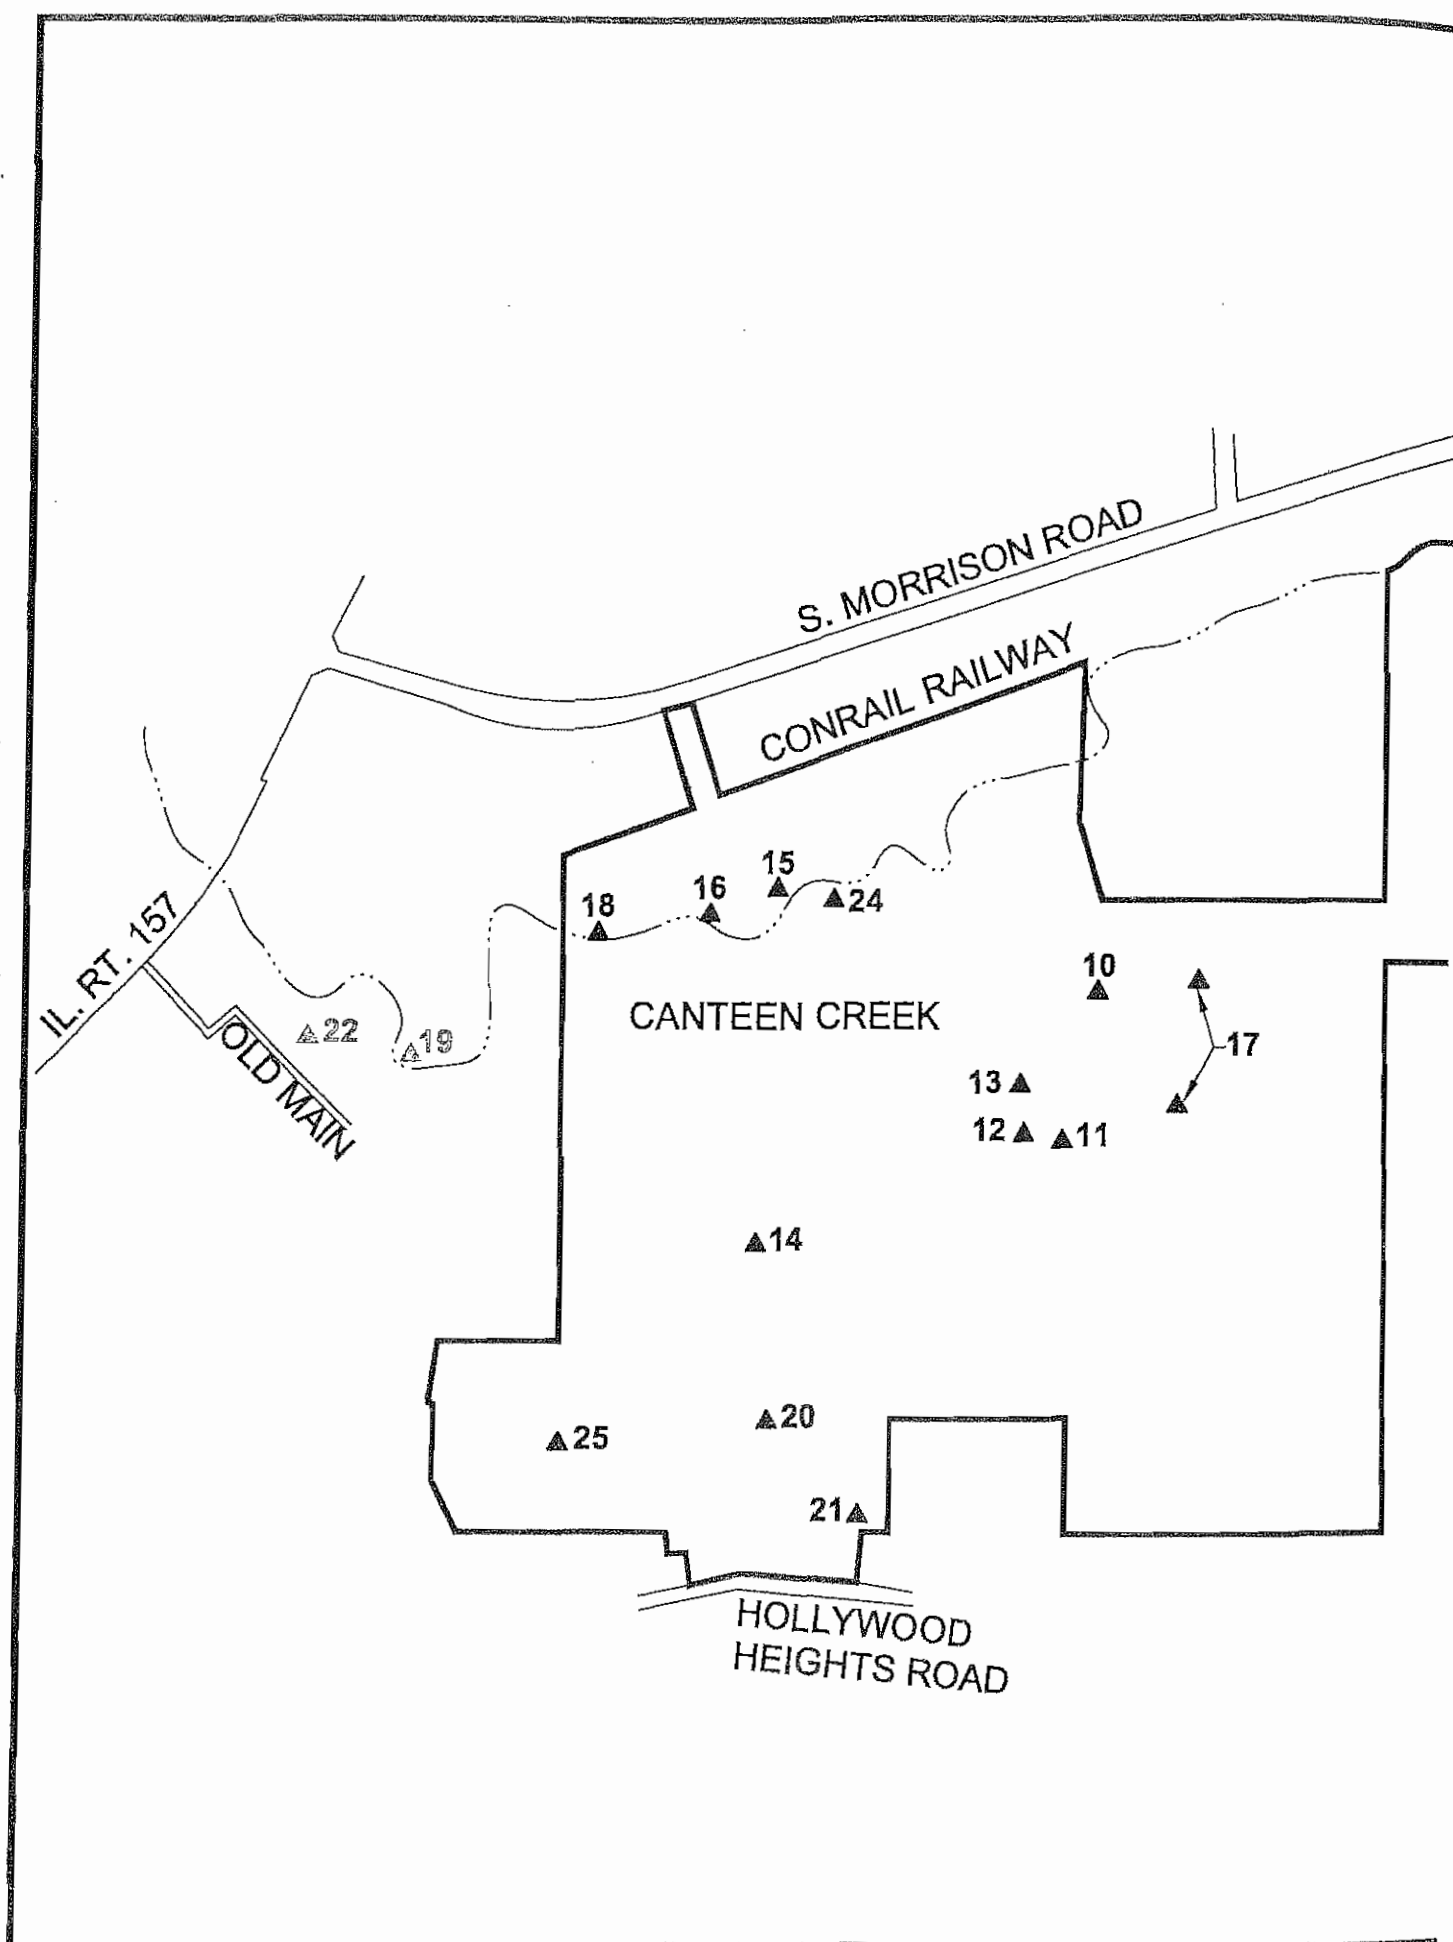 S. MORRISON ROAD
CONRAIL RAILWAY
15
16
24
18
IL. RT. 157
10
CANTEEN CREEK
22
19
17
OLD MAIN
13
12
11
14
20
25
21
HOLLYWOOD
HEIGHTS ROAD